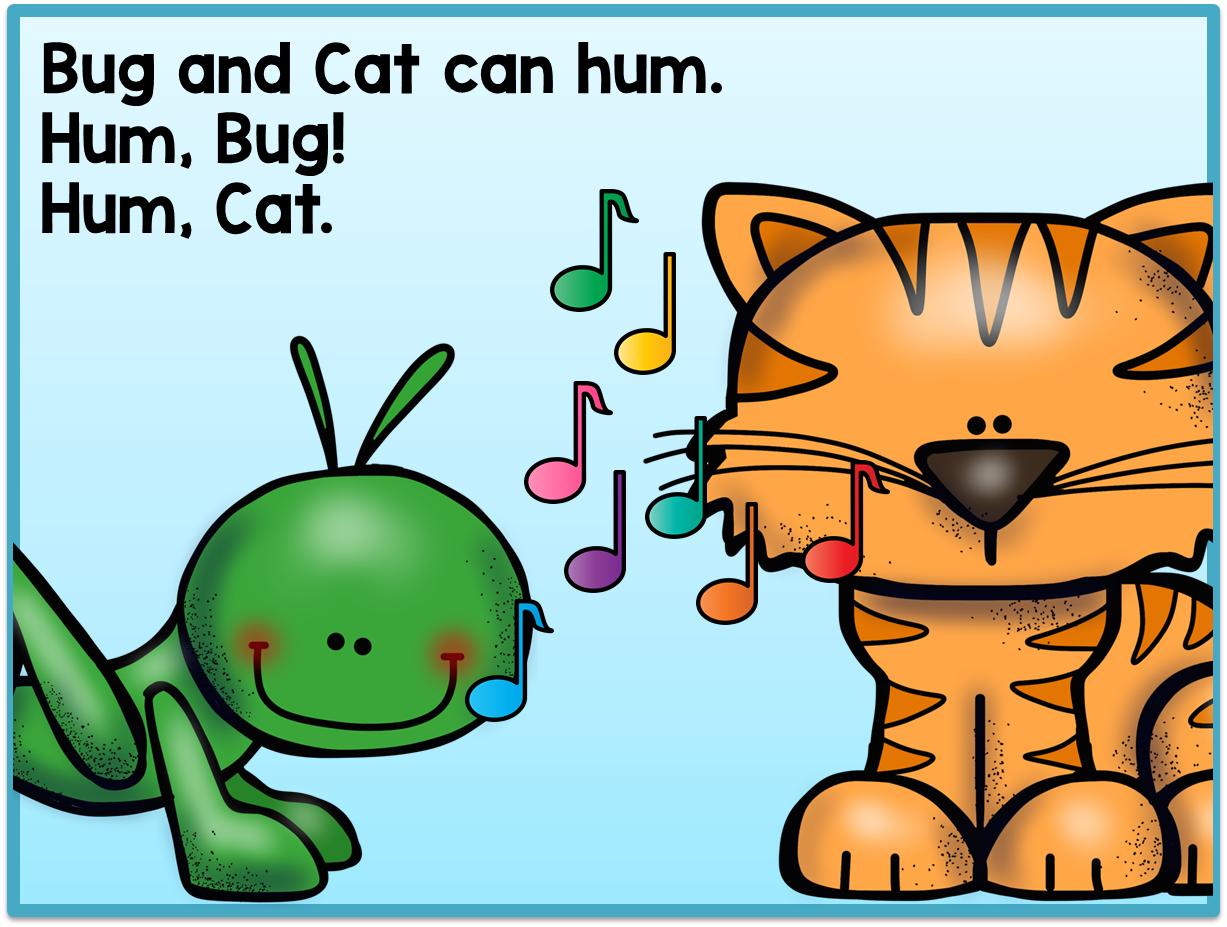 Bug and Cat can hum.
Hum, Bug!
Hum, Cat.